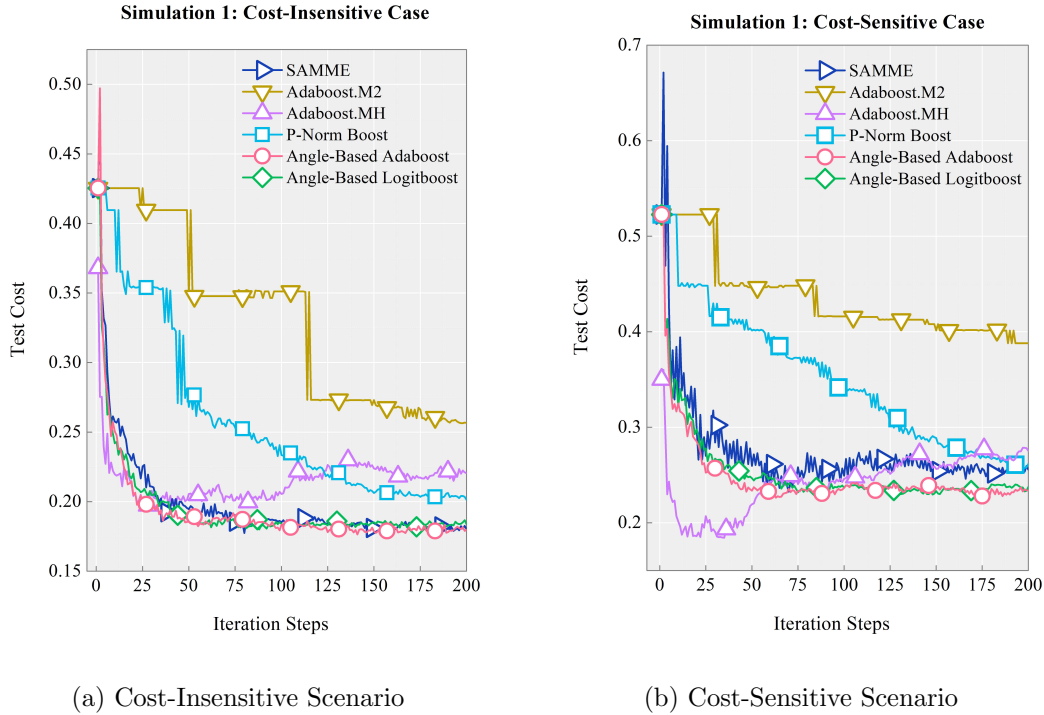 Simulation 1: Cost-Insensitive Case
SAMME
Adaboost.M2
Adaboost.MH
P-Norm Boost
Angle-Based Adaboost
Angle-Based Logitboost
Test Cost
0.50
0.45
0.40
0.35
0.30
0.25
0.20
0.15
0 25 50 75 100 125 150 175 200
Iteration Steps
(a) Cost-Insensitive Scenario
Simulation 1: Cost-Sensitive Case
SAMME
Adaboost.M2
Adaboost.MH
P-Norm Boost
Angle-Based Adaboost
Angle-Based Logitboost
Test Cost
0.7
0.6
0.5
0.4
0.3
0.2
0 25 50 75 100 125 150 175 200
Iteration Steps
(b) Cost-Sensitive Scenario